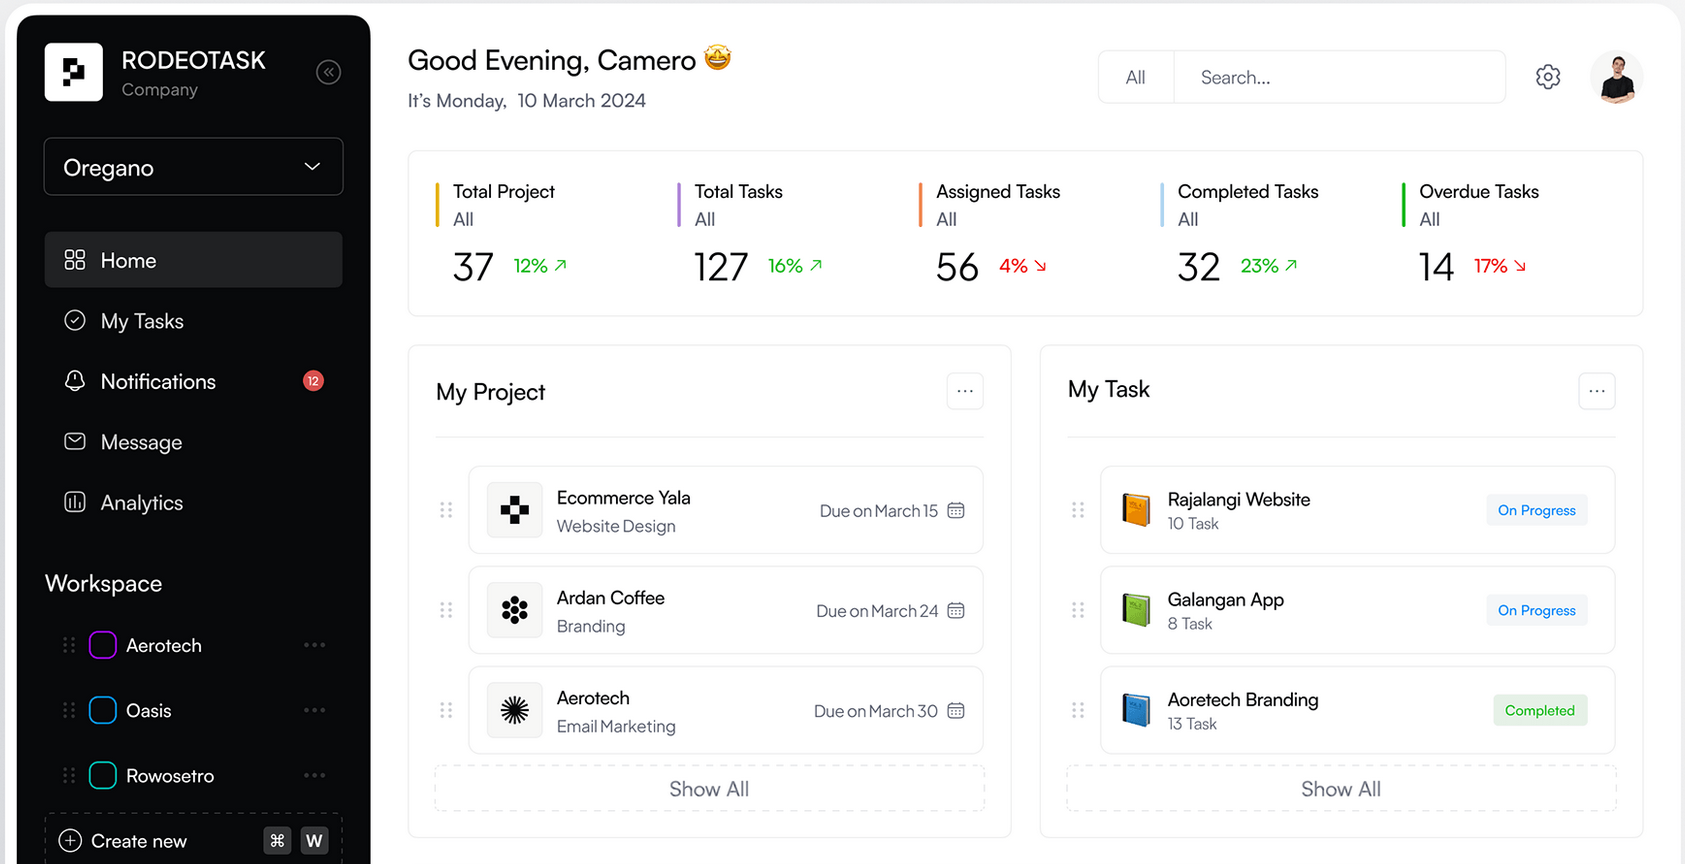 RODEOTASK
Company
Oregano
Home
My Tasks
Notifications
12
Message
Analytics
Workspace
Aerotech
Oasis
Rowosetro
Create new
⌘ W
Good Evening, Camero 🤩
It's Monday, 10 March 2024
All
Search...
Total Project
All
37 12%
Total Tasks
All
127 16%
Assigned Tasks
All
56 4%
Completed Tasks
All
32 23%
Overdue Tasks
All
14 17%
My Project
Ecommerce Yala
Website Design
Due on March 15
Ardan Coffee
Branding
Due on March 24
Aerotech
Email Marketing
Due on March 30
Show All
My Task
Rajalangi Website
10 Task
On Progress
Galangan App
8 Task
On Progress
Aoretech Branding
13 Task
Completed
Show All